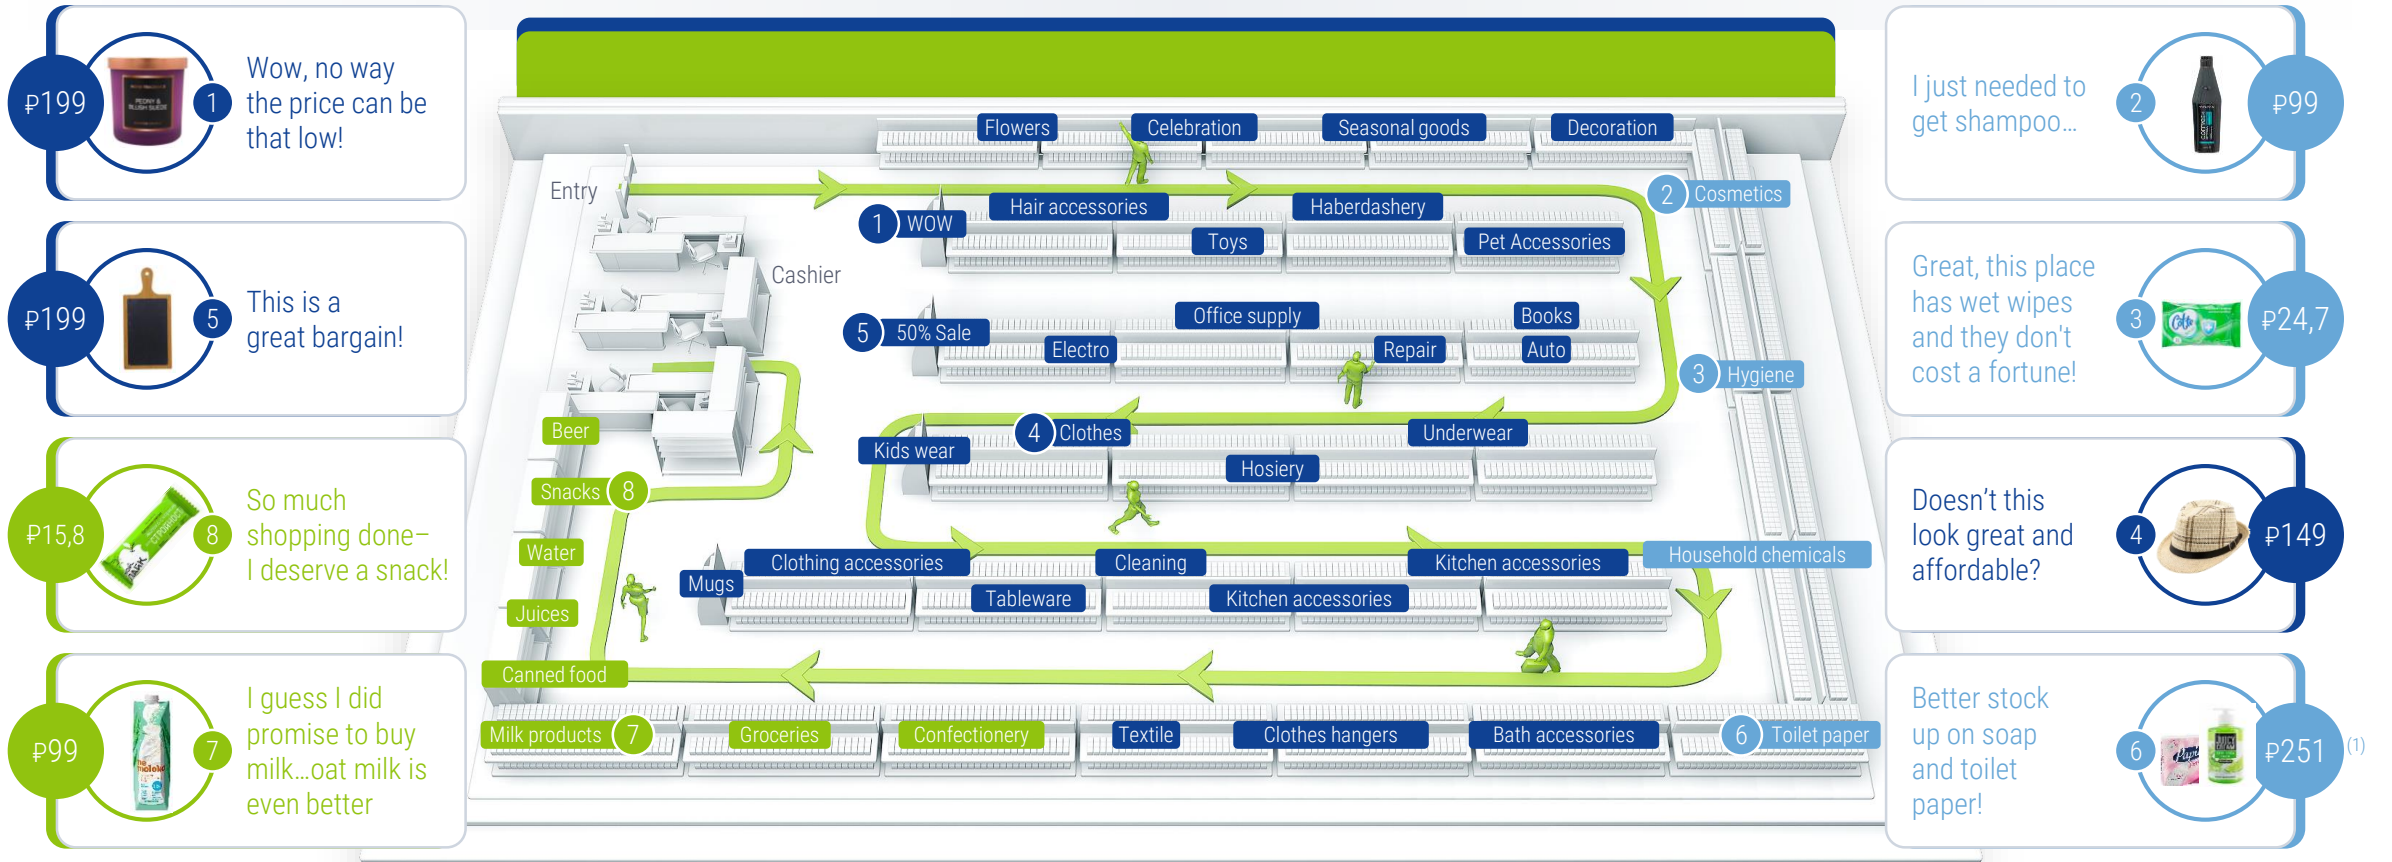 ₽199
1
Wow, no way
the price can be
that low!
₽199
5
This is a
great bargain!
₽15,8
8
So much
shopping done–
I deserve a snack!
₽99
7
I guess I did
promise to buy
milk...oat milk is
even better
Flowers
Celebration
Seasonal goods
Decoration
Entry
2 Cosmetics
Hair accessories
Haberdashery
1 WOW
Toys
Pet Accessories
Cashier
Office supply
Books
5 50% Sale
Electro
Repair
Auto
3 Hygiene
Beer
4 Clothes
Underwear
Kids wear
Hosiery
Snacks 8
Water
Household chemicals
Clothing accessories
Cleaning
Kitchen accessories
Mugs
Tableware
Kitchen accessories
Juices
Canned food
Milk products 7
Groceries
Confectionery
Textile
Clothes hangers
Bath accessories
6 Toilet paper
I just needed to
get shampoo...
2
₽99
Great, this place
has wet wipes
and they don't
cost a fortune!
3
₽24,7
Doesn’t this
look great and
affordable?
4
₽149
Better stock
up on soap
and toilet
paper!
6
₽251 (1)